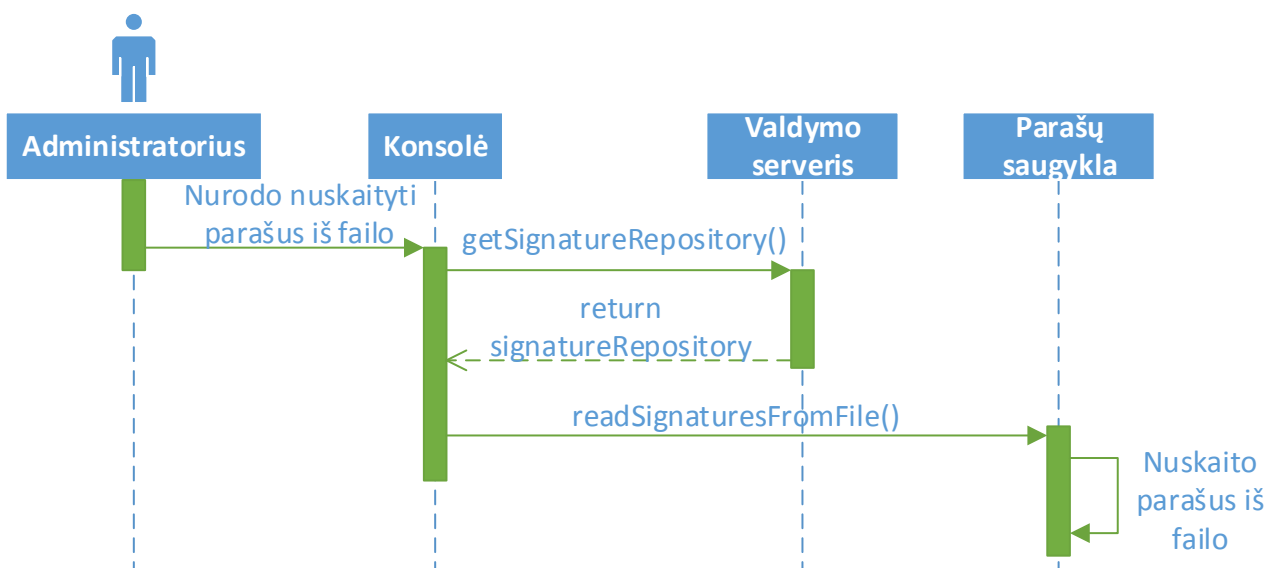 Administratorius
Konsolė
Valdymo
serveris
Parašų
saugykla
Nurodo nuskaityti
parašus iš failo
getSignatureRepository()
return
signatureRepository
readSignaturesFromFile()
Nuskaito
parašus iš
failo